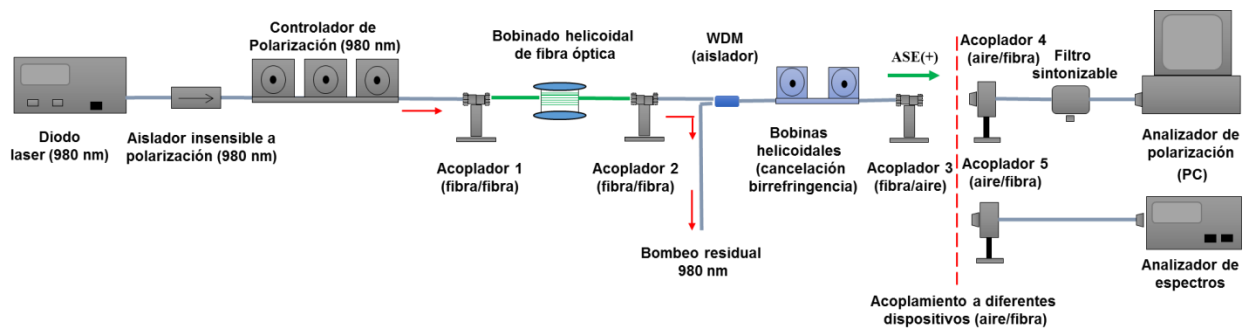 Diodo
laser (980 nm)
Aislador insensible a
polarización (980 nm)
Controlador de
Polarización (980 nm)
Acoplador 1
(fibra/fibra)
Bobinado helicoidal
de fibra óptica
Acoplador 2
(fibra/fibra)
Bombeo residual
980 nm
WDM
(aislador)
Bobinas
helicoidales
(cancelación
birrefringencia)
ASE(+)
Acoplador 3
(fibra/aire)
Acoplador 4
(aire/fibra)
Filtro
sintonizable
Analizador de
polarización
(PC)
Acoplador 5
(aire/fibra)
Analizador de
espectros
Acoplamiento a diferentes
dispositivos (aire/fibra)